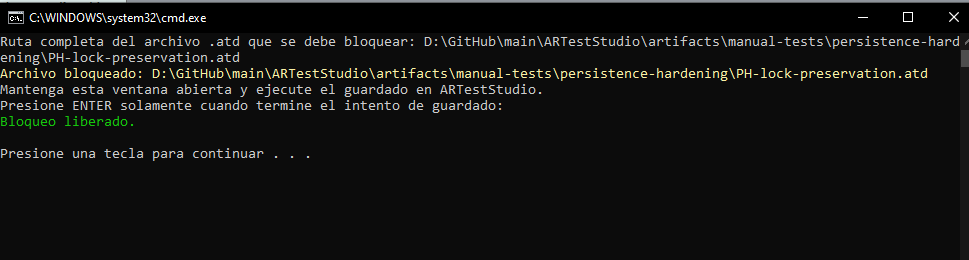 C:\WINDOWS\system32\cmd.exe
Ruta completa del archivo .atd que se debe bloquear: D:\GitHub\main\ARTestStudio\artifacts\manual-tests\persistence-hard
ening\PH-lock-preservation.atd
Archivo bloqueado: D:\GitHub\main\ARTestStudio\artifacts\manual-tests\persistence-hardening\PH-lock-preservation.atd
Mantenga esta ventana abierta y ejecute el guardado en ARTestStudio.
Presione ENTER solamente cuando termine el intento de guardado:
Bloqueo liberado.
Presione una tecla para continuar . . .